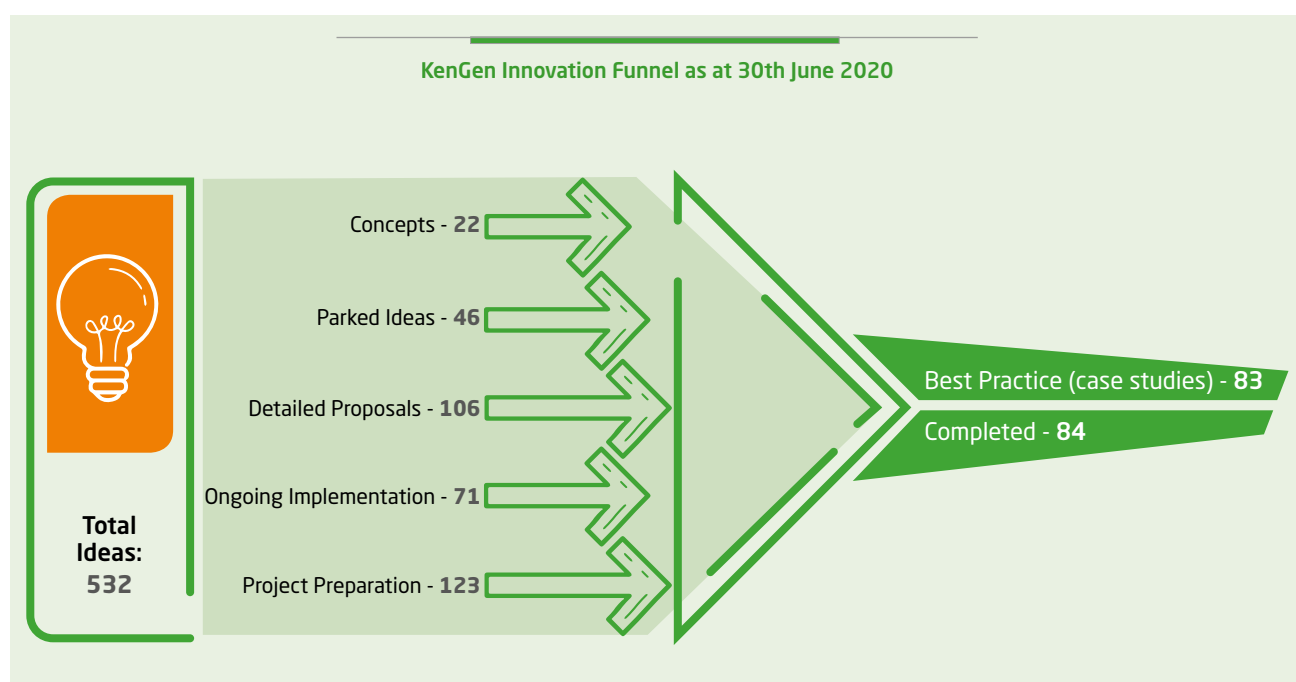 KenGen Innovation Funnel as at 30th June 2020
Concepts - 22
Parked Ideas - 46
Detailed Proposals - 106
Ongoing Implementation - 71
Project Preparation - 123
Total
Ideas:
532
Best Practice (case studies) - 83
Completed - 84